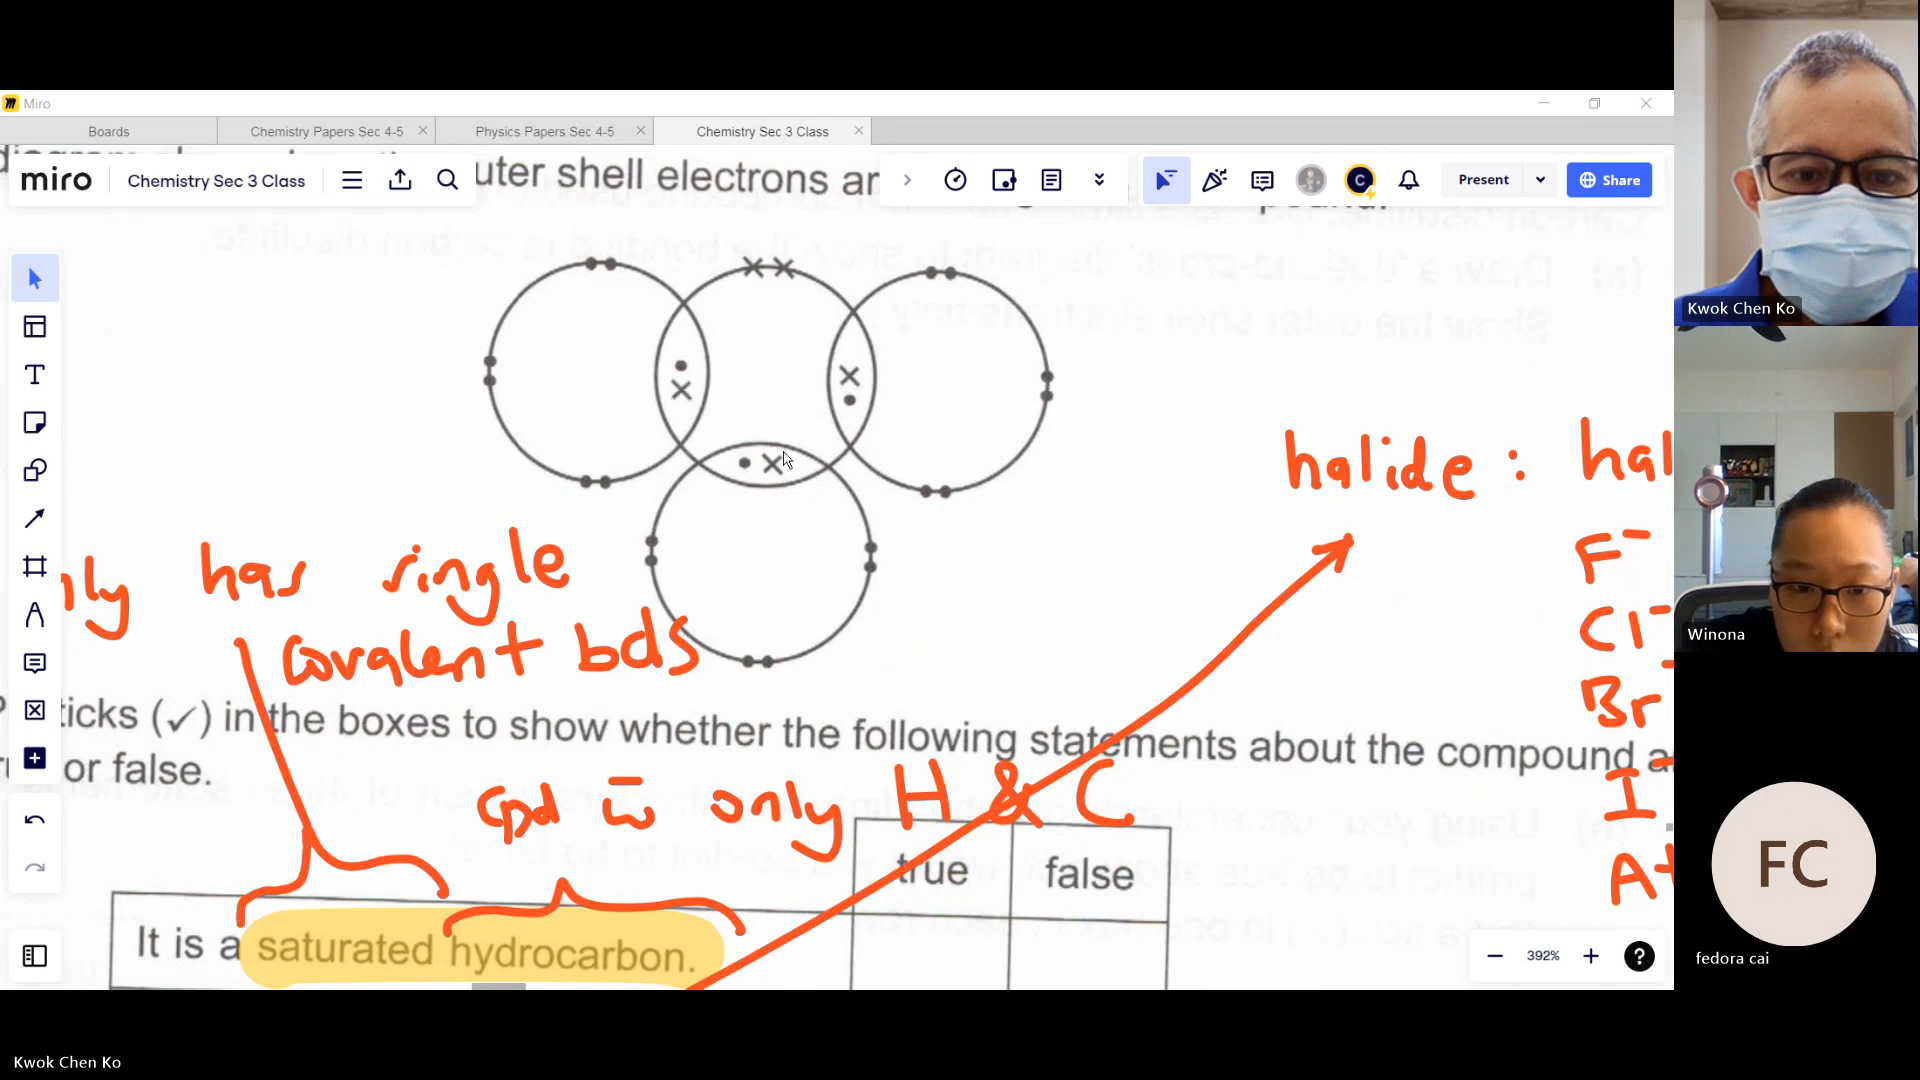 Miro
Boards
Chemistry Papers Sec 4-5
Physics Papers Sec 4-5
Chemistry Sec 3 Class
miro
Chemistry Sec 3 Class
Present
Share
uter shell electrons ar
halide : hal
F⁻
Cl⁻
Br⁻
I⁻
At
nly has single
covalent bds
ticks (✓) in the boxes to show whether the following statements about the compound a
or false.
cpd w̄ only H & C
true
false
It is a saturated hydrocarbon.
392%
Kwok Chen Ko
Winona
FC
fedora cai
Kwok Chen Ko